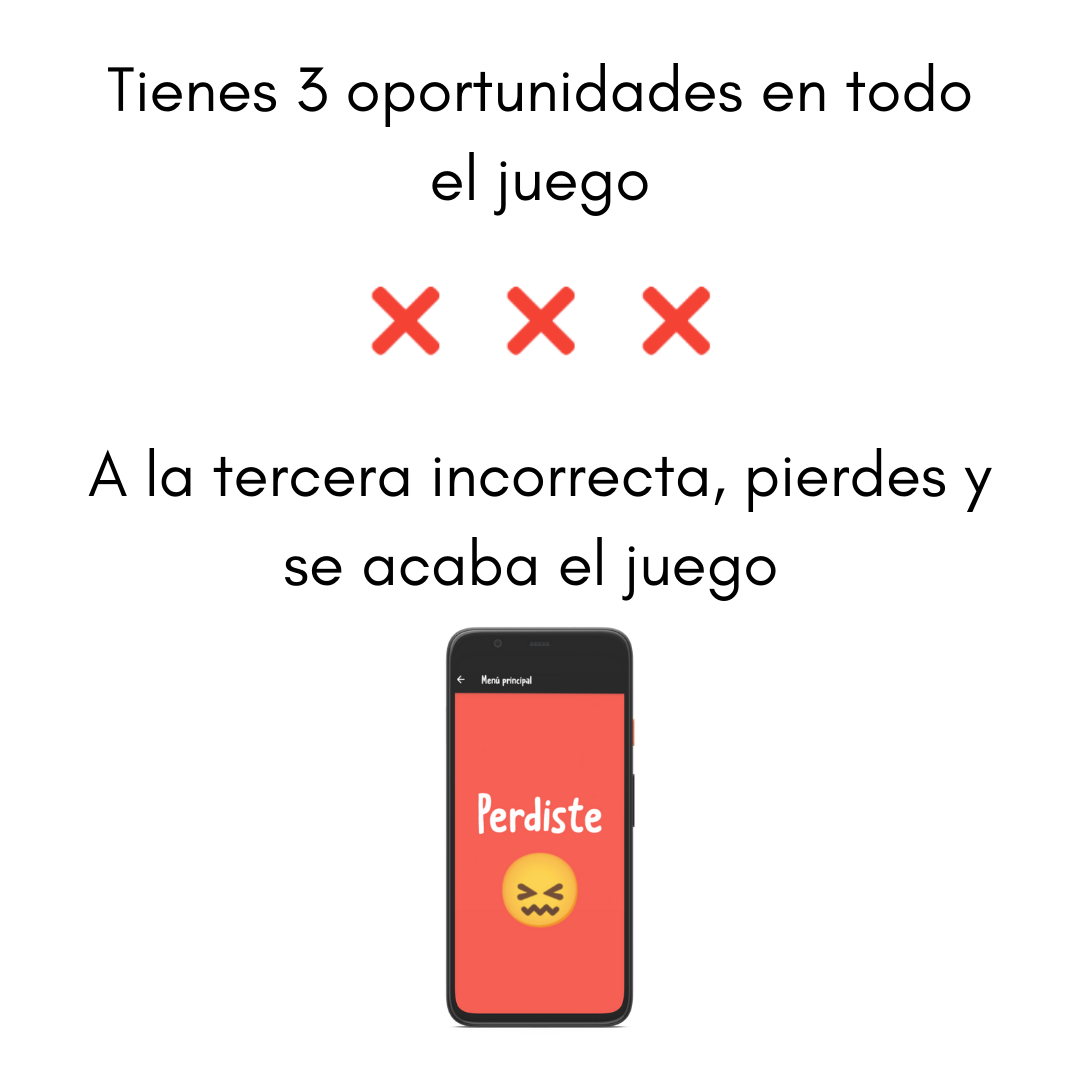 Tienes 3 oportunidades en todo
el juego
A la tercera incorrecta, pierdes y
se acaba el juego
Menú principal
Perdiste